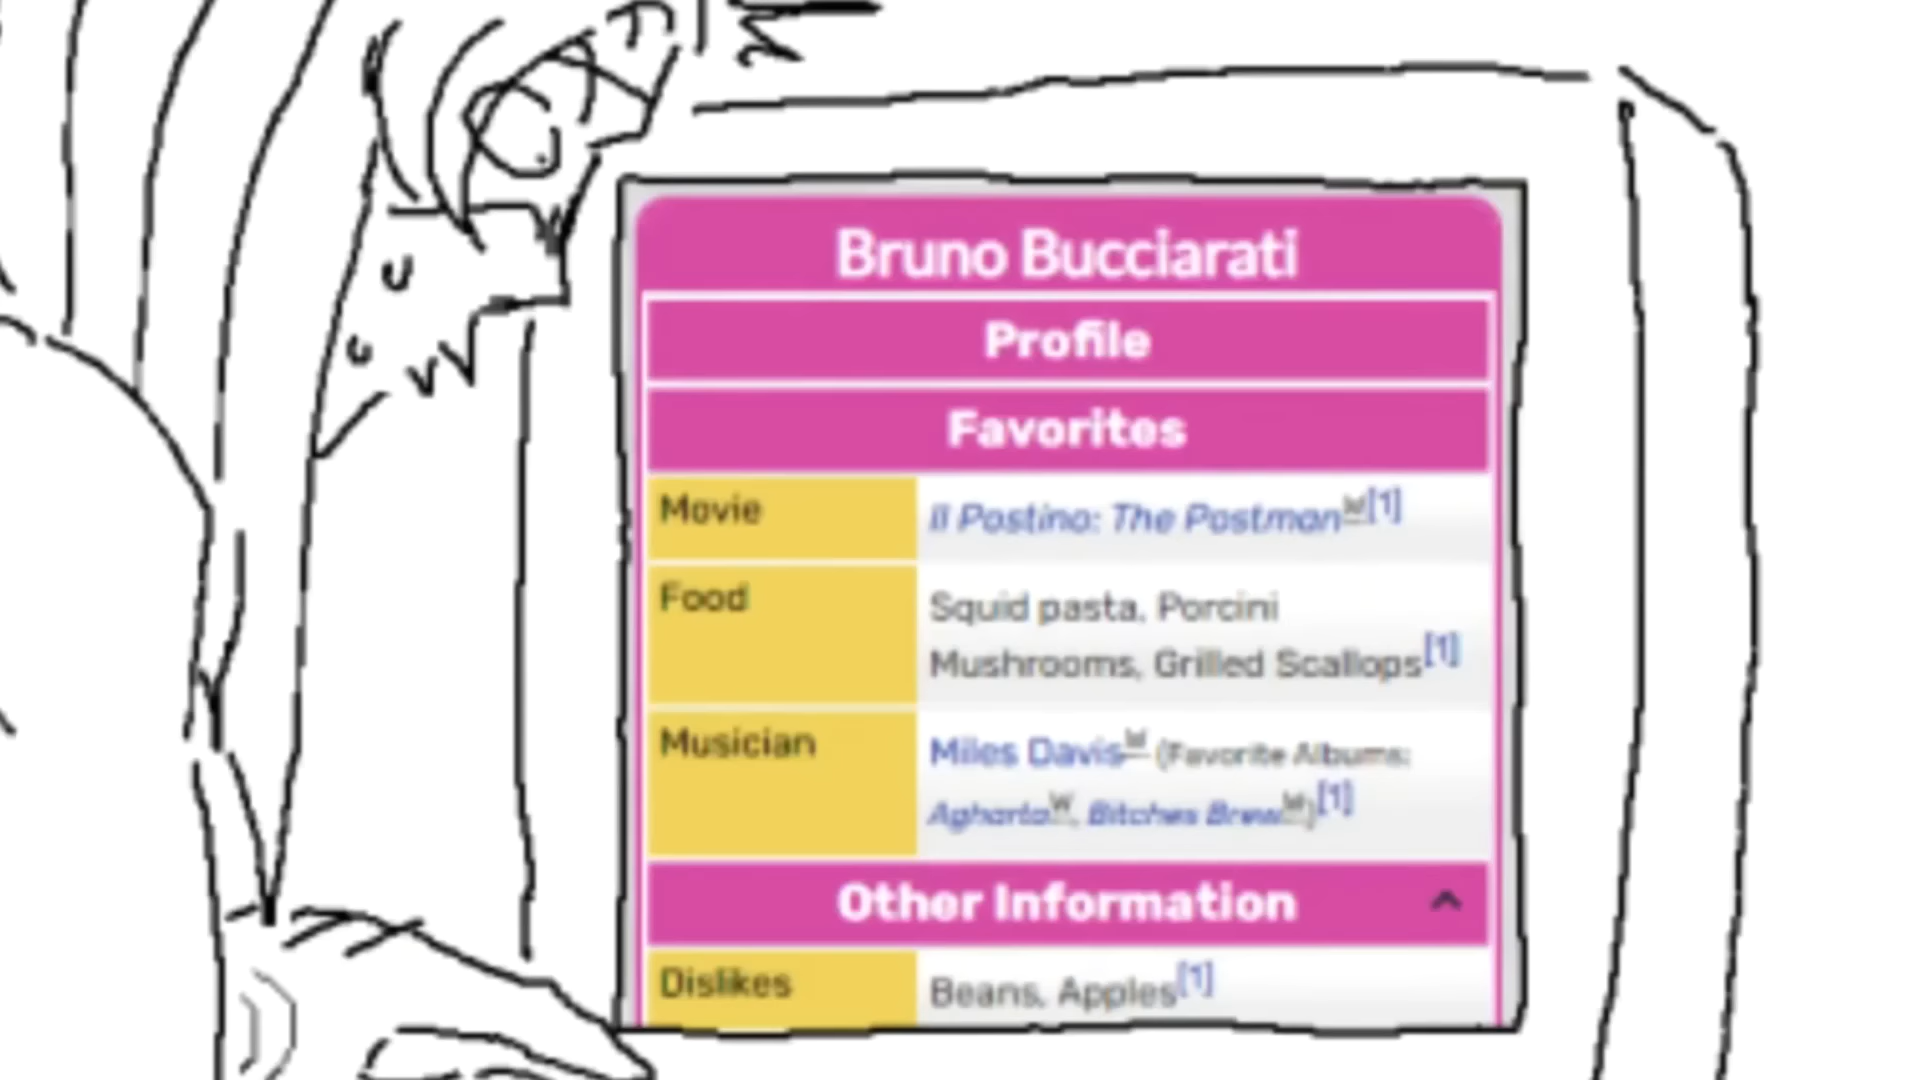 Bruno Bucciarati
Profile
Favorites
Movie
Il Postino: The Postman W[1]
Food
Squid pasta, Porcini
Mushrooms, Grilled Scallops[1]
Musician
Miles Davis W (Favorite Albums:
Agharta W, Bitches Brew W)[1]
Other Information
Dislikes
Beans, Apples[1]